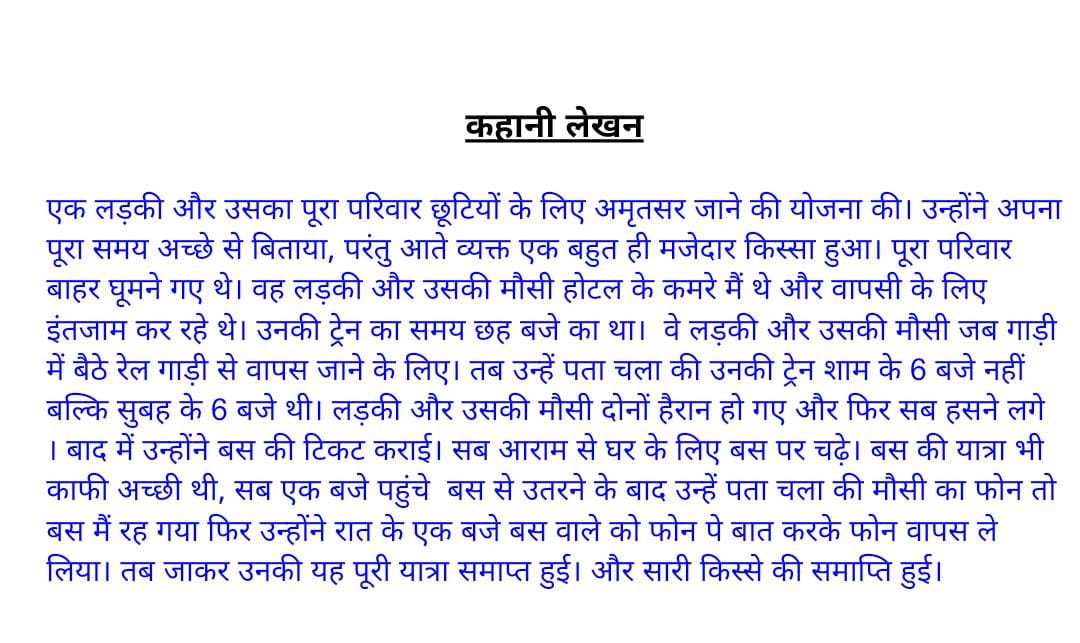 कहानी लेखन
एक लड़की और उसका पूरा परिवार छूटियों के लिए अमृतसर जाने की योजना की। उन्होंने अपना
पूरा समय अच्छे से बिताया, परंतु आते व्यक्त एक बहुत ही मजेदार किस्सा हुआ। पूरा परिवार
बाहर घूमने गए थे। वह लड़की और उसकी मौसी होटल के कमरे मैं थे और वापसी के लिए
इंतजाम कर रहे थे। उनकी ट्रेन का समय छह बजे का था।  वे लड़की और उसकी मौसी जब गाड़ी
में बैठे रेल गाड़ी से वापस जाने के लिए। तब उन्हें पता चला की उनकी ट्रेन शाम के 6 बजे नहीं
बल्कि सुबह के 6 बजे थी। लड़की और उसकी मौसी दोनों हैरान हो गए और फिर सब हसने लगे
। बाद में उन्होंने बस की टिकट कराई। सब आराम से घर के लिए बस पर चढ़े। बस की यात्रा भी
काफी अच्छी थी, सब एक बजे पहुंचे  बस से उतरने के बाद उन्हें पता चला की मौसी का फोन तो
बस मैं रह गया फिर उन्होंने रात के एक बजे बस वाले को फोन पे बात करके फोन वापस ले
लिया। तब जाकर उनकी यह पूरी यात्रा समाप्त हुई। और सारी किस्से की समाप्ति हुई।